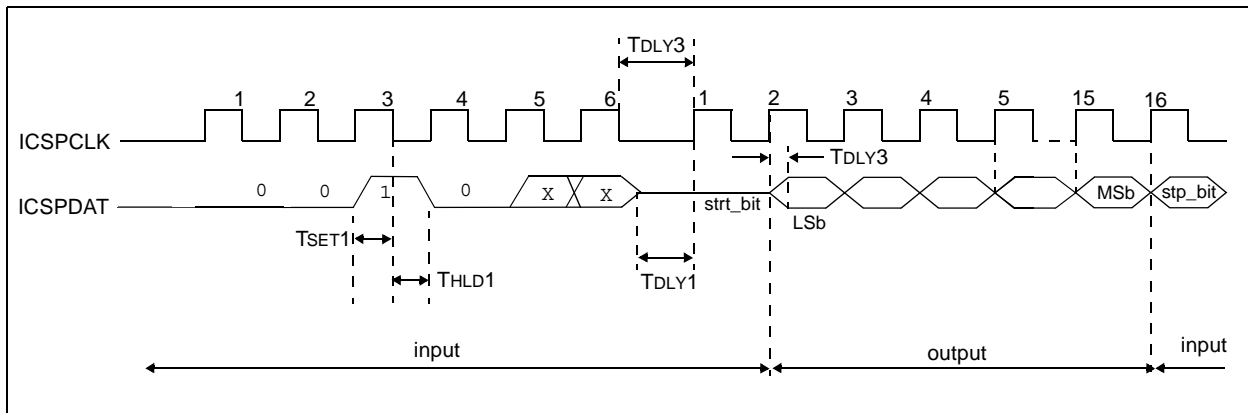 TDLY3
1 2 3 4 5 6 1 2 3 4 5 15 16
ICSPCLK
TDLY3
ICSPDAT
0 0 1 0 X X strt_bit LSb MSb stp_bit
TSET1
THLD1
TDLY1
input output input